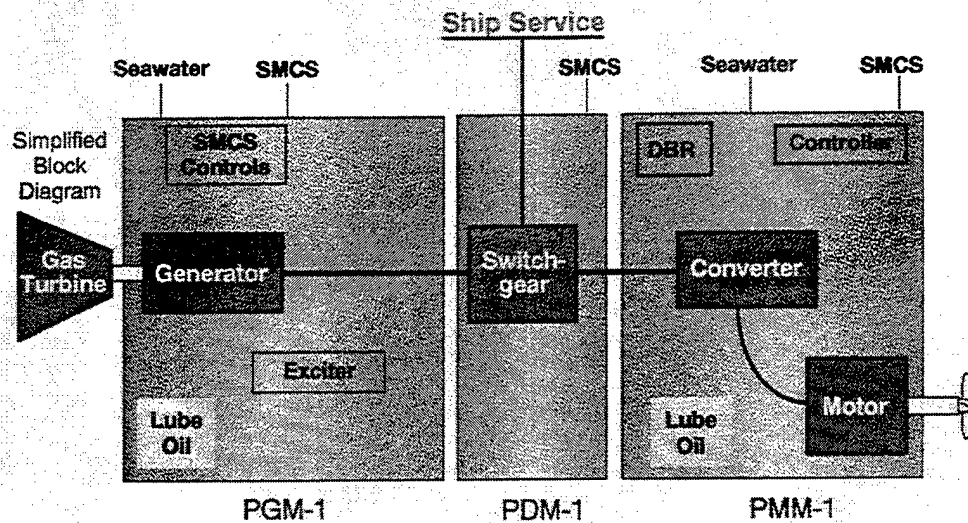 Ship Service
Seawater
SMCS
SMCS
Seawater
SMCS
Simplified
Block
Diagram
SMCS
Controls
DBR
Controller
Gas
Turbine
Generator
Switch-
gear
Converter
Exciter
Motor
Lube
Oil
Lube
Oil
PGM-1
PDM-1
PMM-1